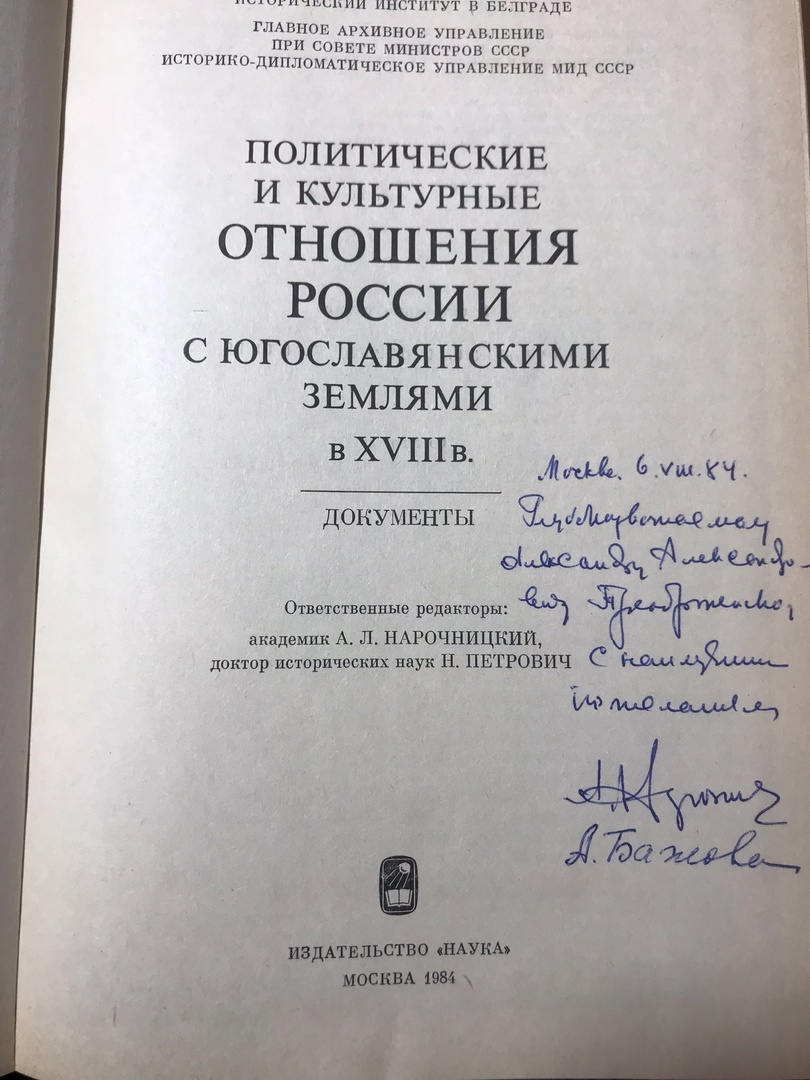 ИСТОРИЧЕСКИЙ ИНСТИТУТ В БЕЛГРАДЕ
ГЛАВНОЕ АРХИВНОЕ УПРАВЛЕНИЕ
ПРИ СОВЕТЕ МИНИСТРОВ СССР
ИСТОРИКО-ДИПЛОМАТИЧЕСКОЕ УПРАВЛЕНИЕ МИД СССР
ПОЛИТИЧЕСКИЕ
И КУЛЬТУРНЫЕ
ОТНОШЕНИЯ
РОССИИ
С ЮГОСЛАВЯНСКИМИ
ЗЕМЛЯМИ
в XVIII в.
ДОКУМЕНТЫ
Ответственные редакторы:
академик А. Л. НАРОЧНИЦКИЙ,
доктор исторических наук Н. ПЕТРОВИЧ
Москва. 6.VIII.84.
Глубокоуважаемому
Александру Александро-
вичу Преображенскому
С наилучшими
пожеланиями
А. Бажова
ИЗДАТЕЛЬСТВО «НАУКА»
МОСКВА 1984